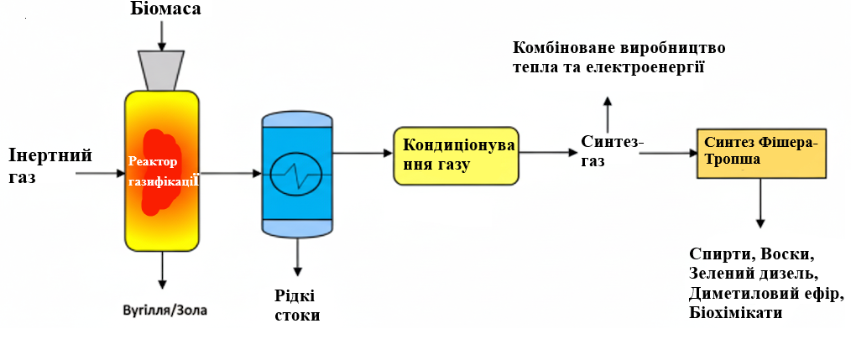 Біомаса
Комбіноване виробництво
тепла та електроенергії
Інертний
газ
Реактор
газифікації
Кондиціонува
ння газу
Синтез-
газ
Синтез Фішера-
Тропша
Вугілля/Зола
Рідкі
стоки
Спирти, Воски,
Зелений дизель,
Диметиловий ефір,
Біохімікати